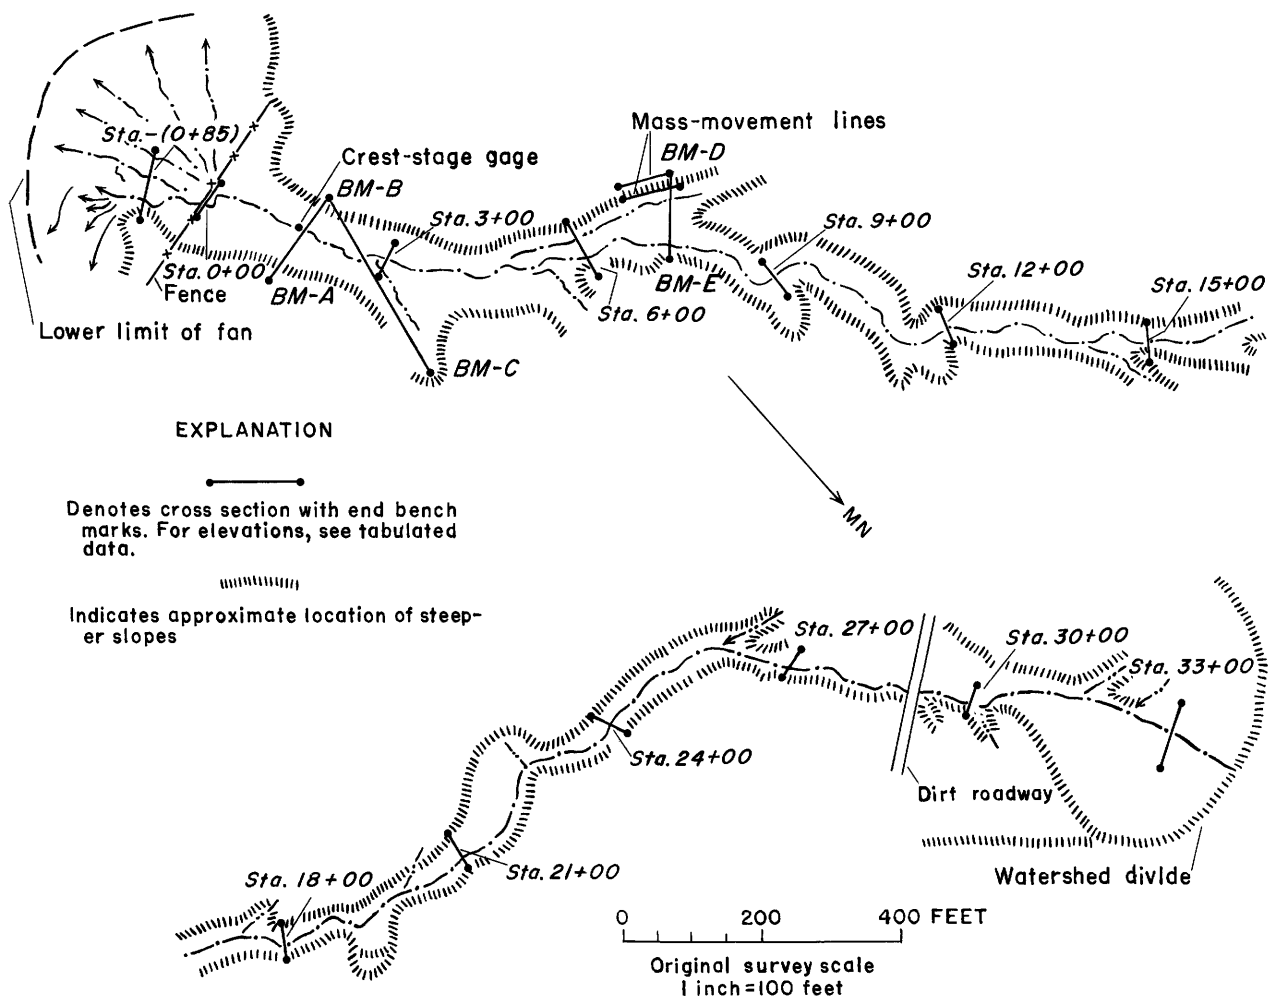 Mass-movement lines
Sta.-(0+85)
Crest-stage gage
BM-D
BM-B
Sta. 3+00
Sta. 9+00
Sta. 12+00
Sta. 0+00
Fence
BM-A
BM-E
Sta. 15+00
Sta. 6+00
Lower limit of fan
BM-C
EXPLANATION
Denotes cross section with end bench
marks. For elevations, see tabulated
data.
Indicates approximate location of steep-
er slopes
MN
Sta. 27+00
Sta. 30+00
Sta. 33+00
Sta. 24+00
Dirt roadway
Sta. 18+00
Sta. 21+00
Watershed divide
0 200 400 FEET
Original survey scale
1 inch=100 feet